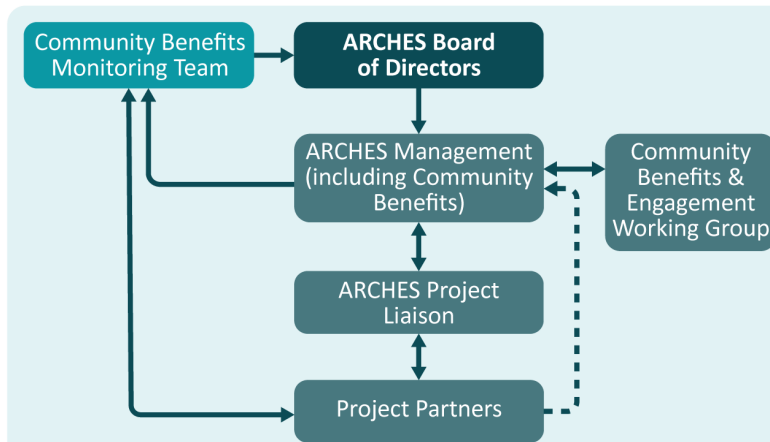 Community Benefits
Monitoring Team
ARCHES Board
of Directors
ARCHES Management
(including Community
Benefits)
Community
Benefits &
Engagement
Working Group
ARCHES Project
Liaison
Project Partners